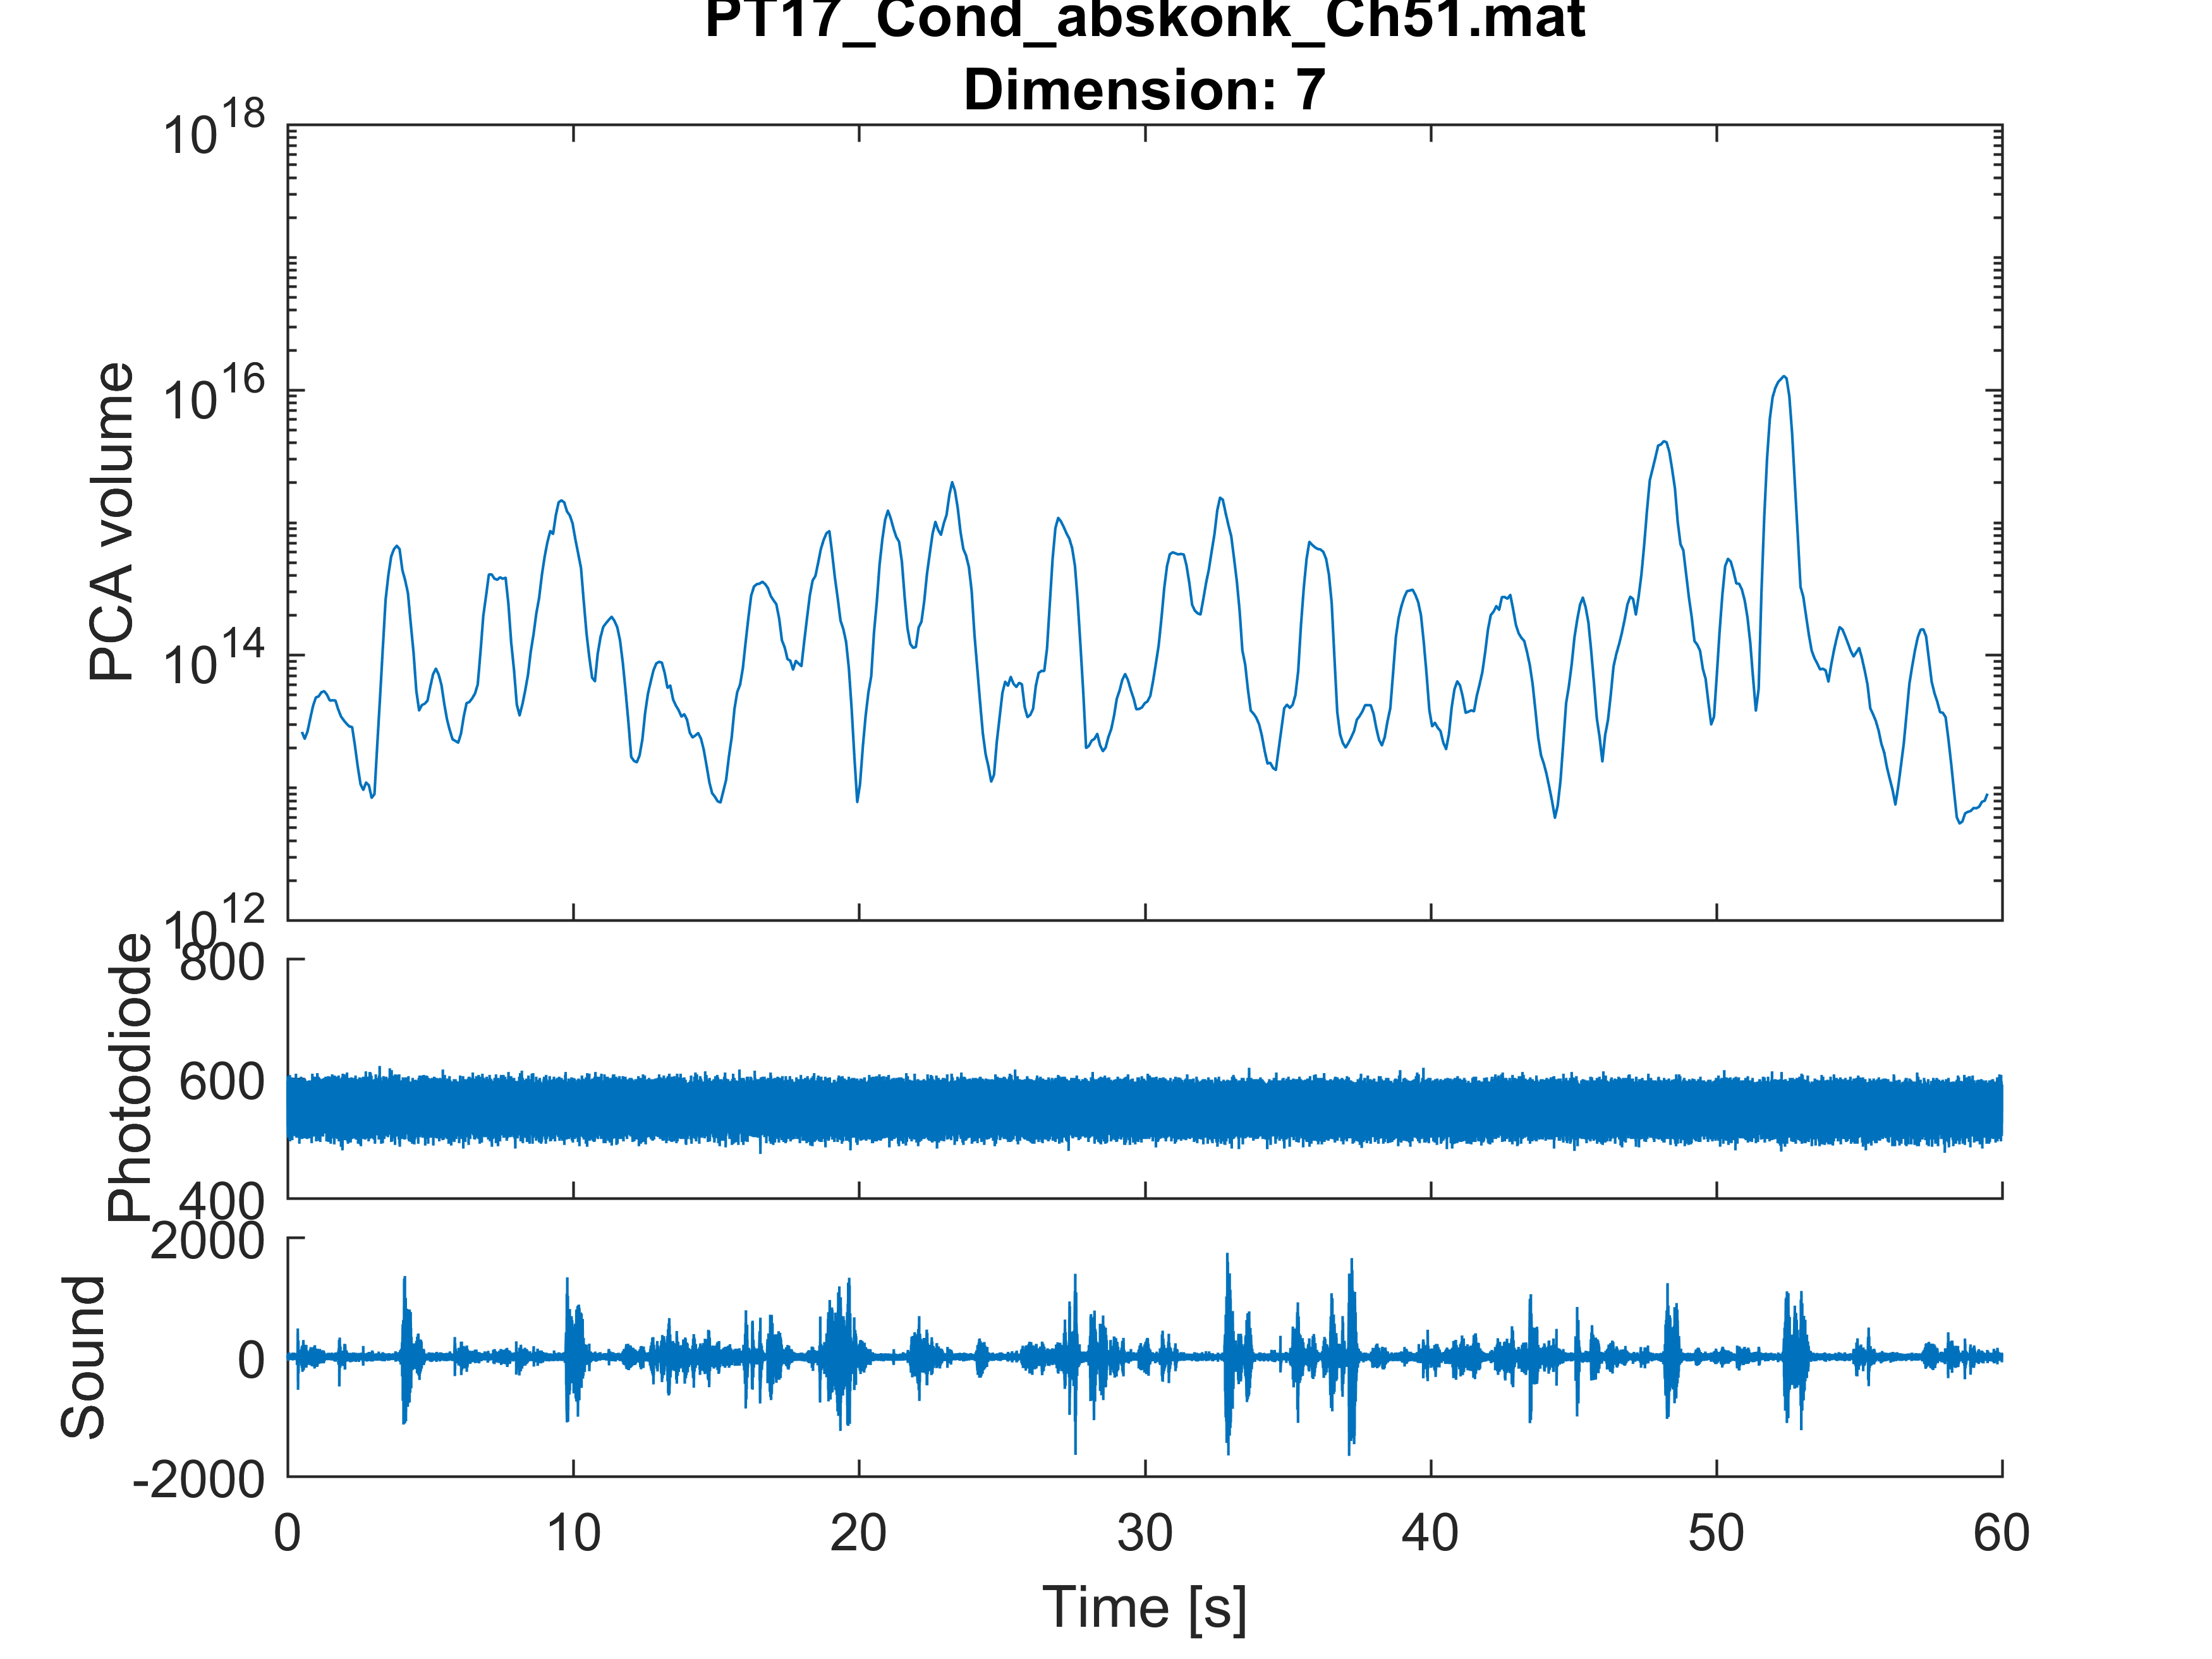 PT17_Cond_abskonk_Ch51.mat
Dimension: 7
10^18
10^16
10^14
10^12
PCA volume
800
600
400
Photodiode
2000
0
-2000
Sound
0 10 20 30 40 50 60
Time [s]